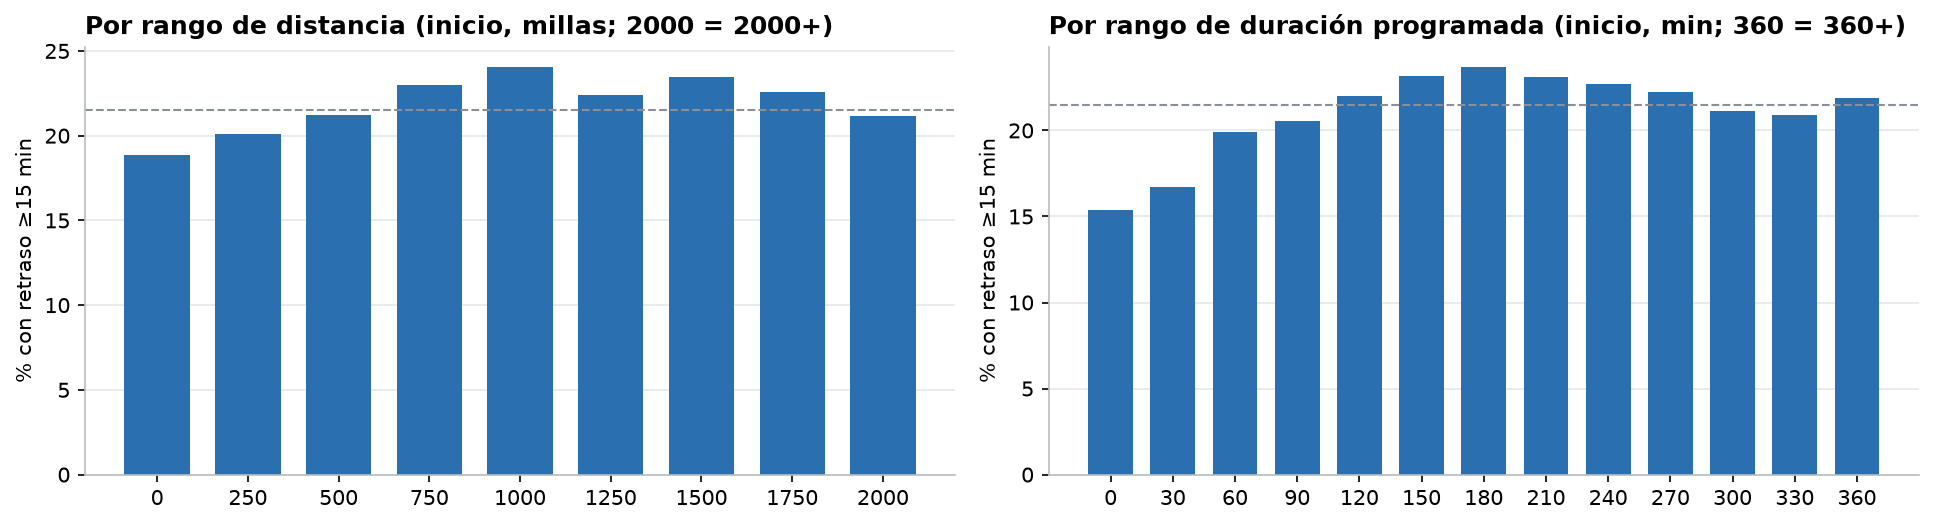 Por rango de distancia (inicio, millas; 2000 = 2000+)
% con retraso ≥15 min
25
20
15
10
5
0
0 250 500 750 1000 1250 1500 1750 2000
Por rango de duración programada (inicio, min; 360 = 360+)
% con retraso ≥15 min
20
15
10
5
0
0 30 60 90 120 150 180 210 240 270 300 330 360